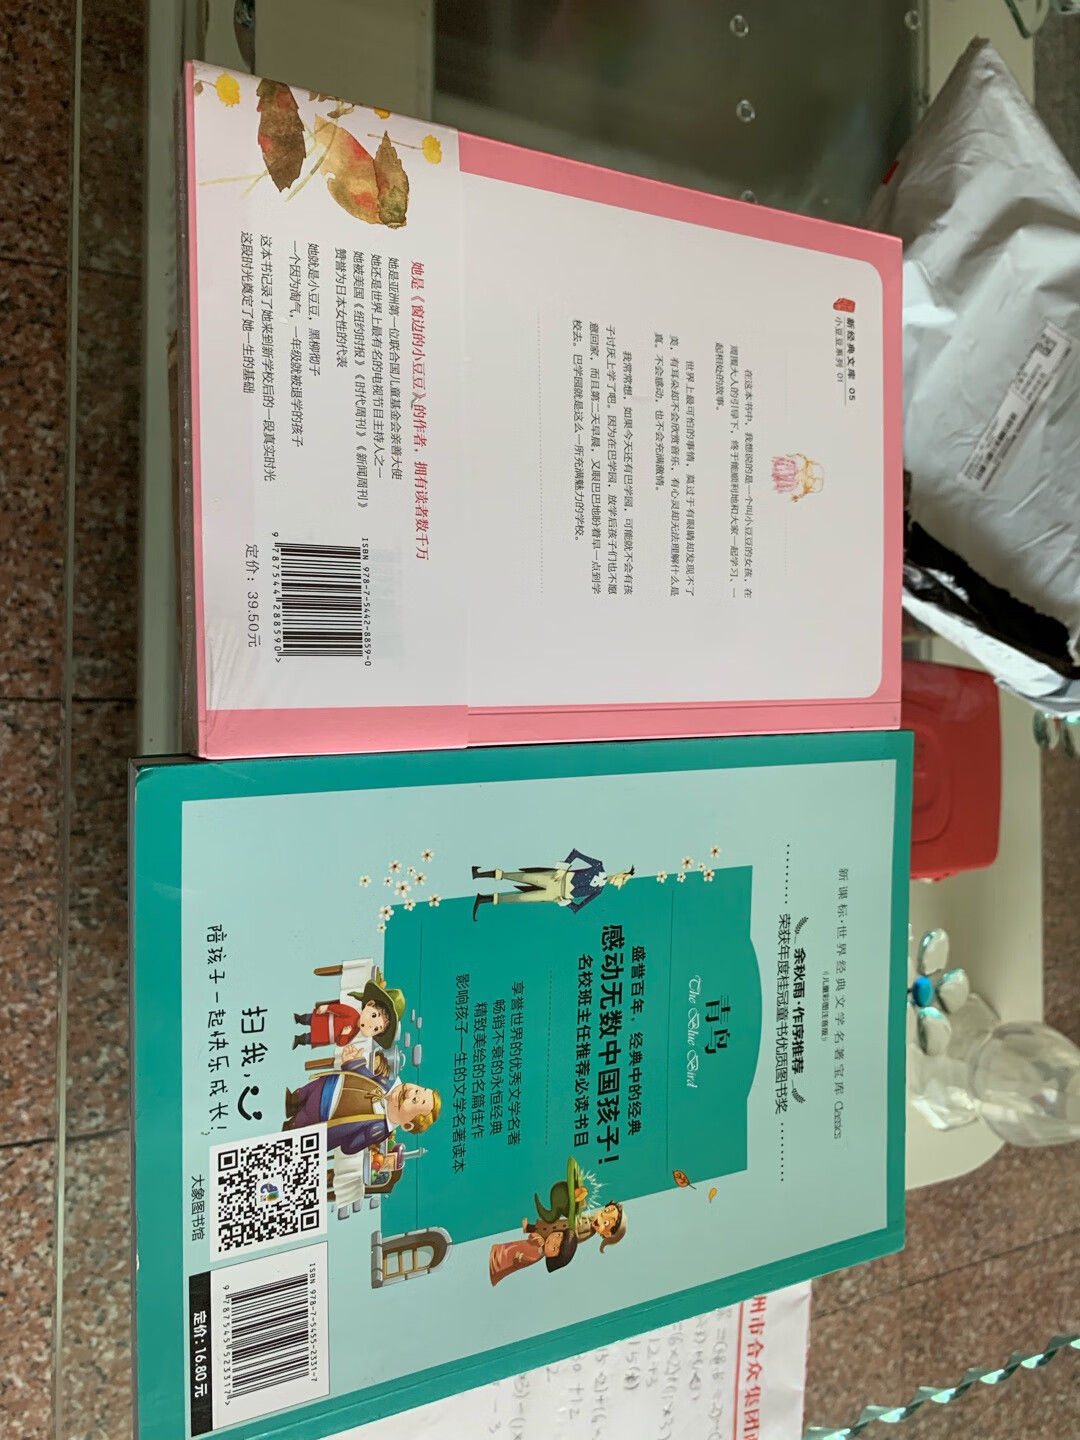 新经典文库 05
小豆豆系列 01
在这本书中，我想说的是一个叫小豆豆的女孩，在
周围大人的引导下，终于能顺利地和大家一起学习，一
起相处的故事。
世界上最可怕的事情，莫过于有眼睛却发现不了
美，有耳朵却不会欣赏音乐，有心灵却无法理解什么是
真。不会感动，也不会充满激情。
我常常想，如果今天还有巴学园，可能就不会有孩
子讨厌上学了吧。因为在巴学园，放学后孩子们也不愿
意回家，而且第二天早晨，又眼巴巴地盼着早一点到学
校去。巴学园就是这么一所充满魅力的学校。
她是《窗边的小豆豆》的作者，拥有读者数千万
她是亚洲第一位联合国儿童基金会亲善大使
她还是世界上最有名的电视节目主持人之一
她被美国《纽约时报》《时代周刊》《新闻周刊》
赞誉为日本女性的代表
她就是小豆豆，黑柳彻子
一个因为淘气，一年级就被退学的孩子
这本书记录了她来到新学校后的一段真实时光
这段时光奠定了她一生的基础
ISBN 978-7-5442-8859-0
9 787544 288590 >
定价：39.50元
新课标·世界经典文学名著宝库 Classics
《儿童彩图注音版》
余秋雨·作序推荐
荣获年度桂冠童书优质图书奖
青鸟
The Blue Bird
盛誉百年，经典中的经典
感动无数中国孩子！
名校班主任推荐必读书目
享誉世界的优秀文学名著
畅销不衰的永恒经典
精致美绘的名篇佳作
影响孩子一生的文学名著读本
扫我，
陪孩子一起快乐成长！
大象图书馆
ISBN 978-7-5455-2331-7
9 787545 523317 >
定价：16.80元
州市合众集团